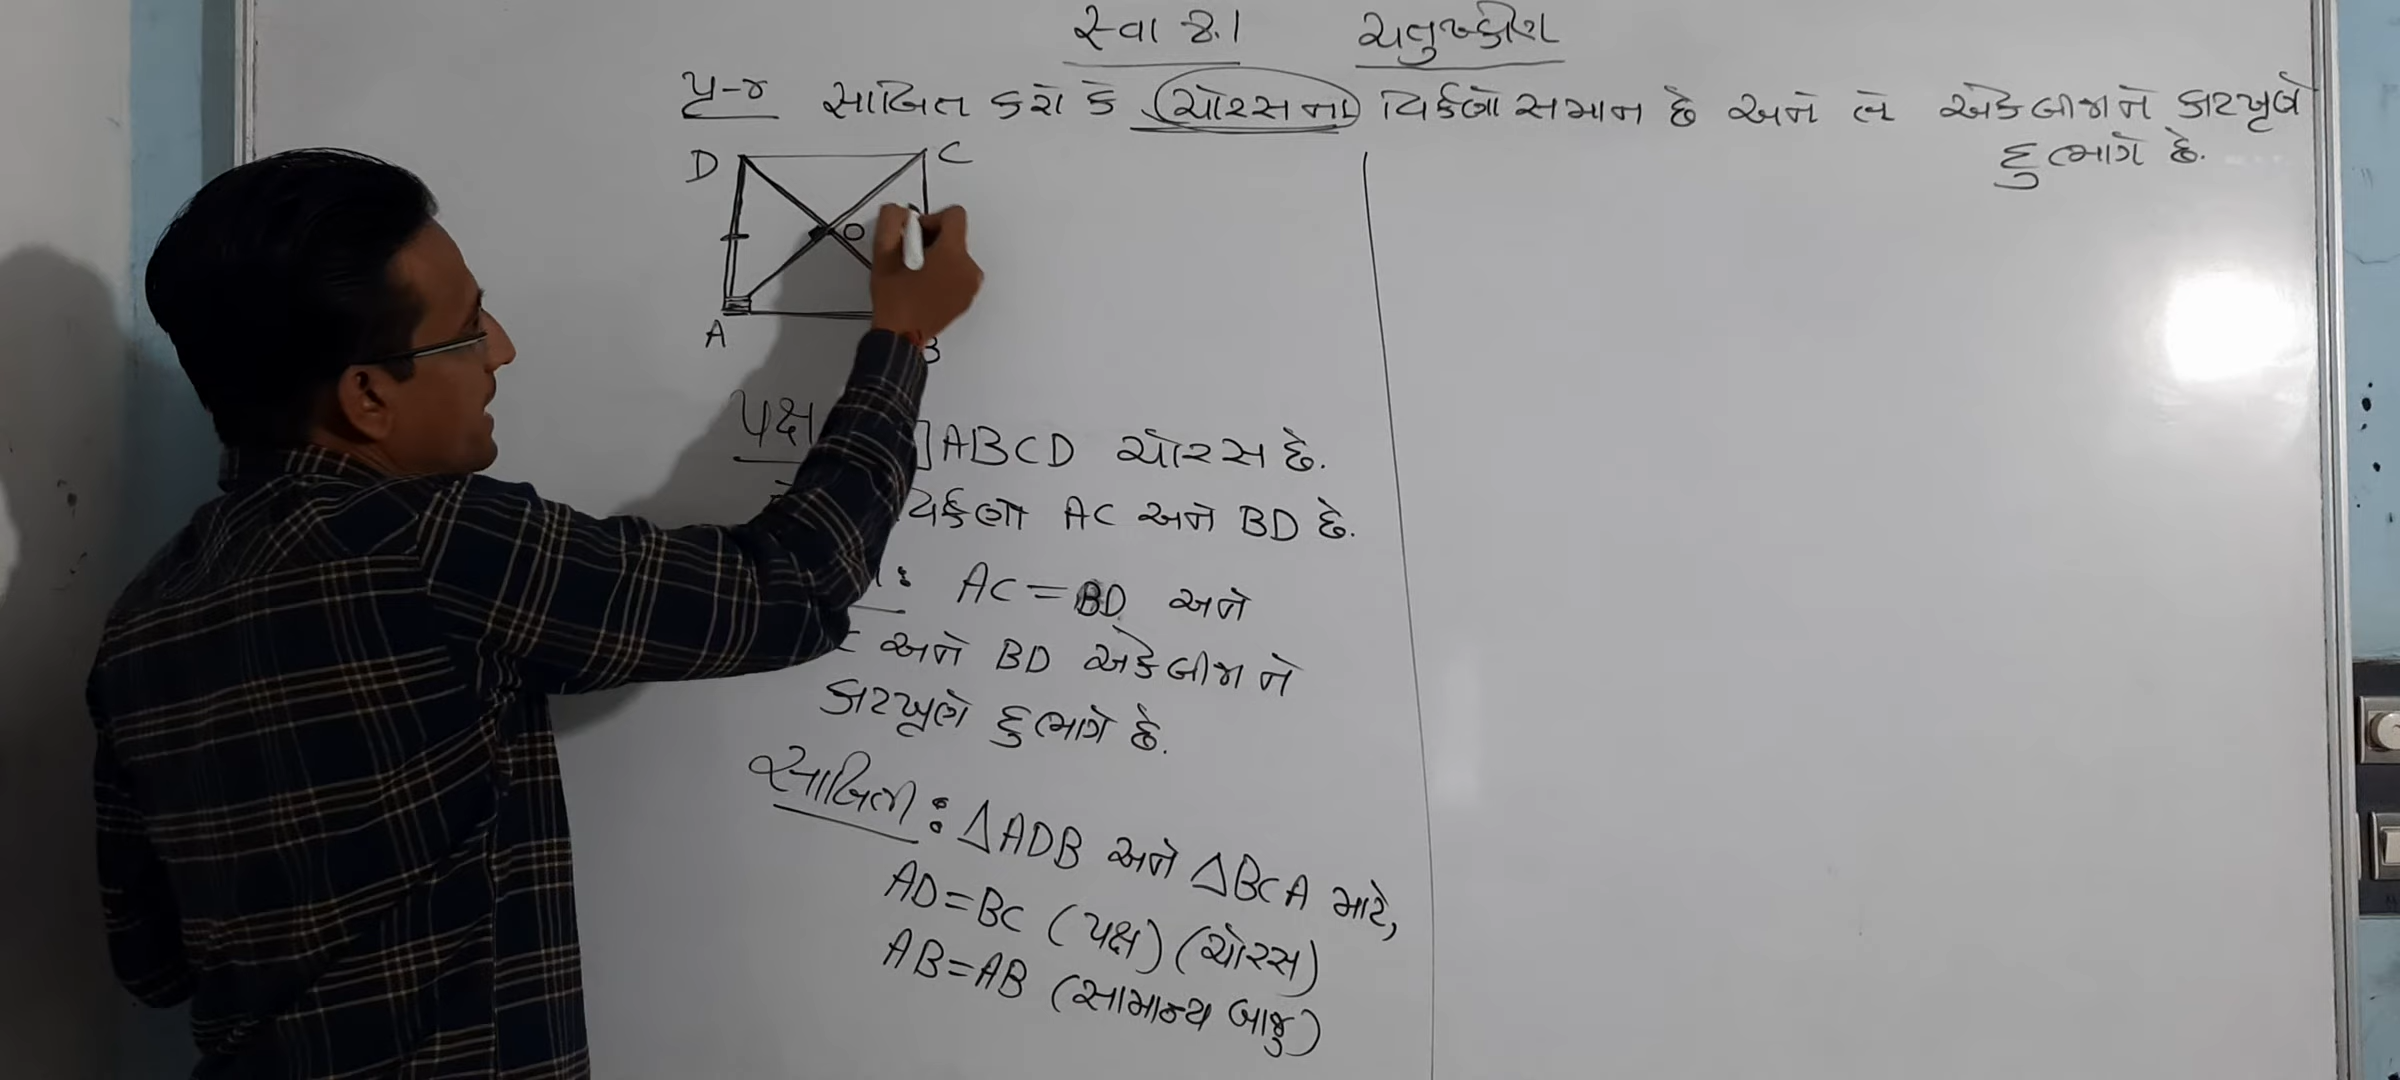 સ્વા 8.1 ચતુષ્કોણ
પ્ર-૨ સાબિત કરો કે ચોરસના વિકર્ણો સમાન છે અને તે એકબીજાને કાટખૂણે
દુભાગે છે.
D C
O
A B
પક્ષ ABCD ચોરસ છે.
વિકર્ણો AC અને BD છે.
: AC = BD અને
અને BD એકબીજાને
કાટખૂણે દુભાગે છે.
સાબિતી : △ADB અને △BCA માટે,
AD = BC (પક્ષ) (ચોરસ)
AB = AB (સામાન્ય બાજુ)